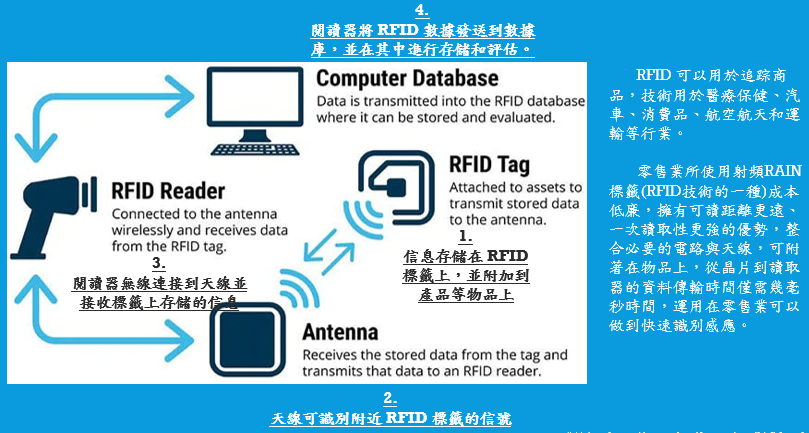 4.
閱讀器將 RFID 數據發送到數據
庫，並在其中進行存儲和評估。
Computer Database
Data is transmitted into the RFID database
where it can be stored and evaluated.
RFID Reader
Connected to the antenna
wirelessly and receives data
from the RFID tag.
3.
閱讀器無線連接到天線並
接收標籤上存儲的信息
RFID Tag
Attached to assets to
transmit stored data
to the antenna.
1.
信息存儲在 RFID
標籤上，並附加到
產品等物品上
Antenna
Receives the stored data from the tag and
transmits that data to an RFID reader.
2.
天線可識別附近 RFID 標籤的信號
RFID 可以用於追踪商
品，技術用於醫療保健、汽
車、消費品、航空航天和運
輸等行業。
零售業所使用射頻RAIN
標籤(RFID技術的一種)成本
低廉，擁有可讀距離更遠、
一次讀取性更強的優勢，整
合必要的電路與天線，可附
著在物品上，從晶片到讀取
器的資料傳輸時間僅需幾毫
秒時間，運用在零售業可以
做到快速識別感應。